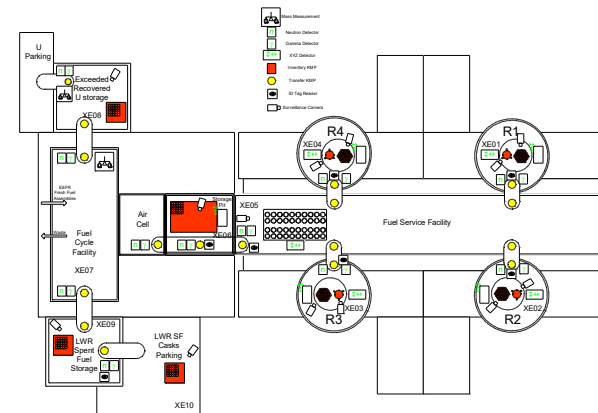 Mass Measurement
Neutron Detector
Gamma Detector
XYZ Detector
Inventory KMP
Transfer KMP
ID Tag Reader
Surveillance Camera
U
Parking
Exceeded
Recovered
U storage
XE08
R4
XE04
R1
XE01
ESFR
Fresh Fuel
Assemblies
Waste
Fuel
Cycle
Facility
XE07
Air
Cell
Storage
Pit
XE06
XE05
Fuel Service Facility
XE03
R3
XE02
R2
XE09
LWR
Spent
Fuel
Storage
LWR SF
Casks
Parking
XE10